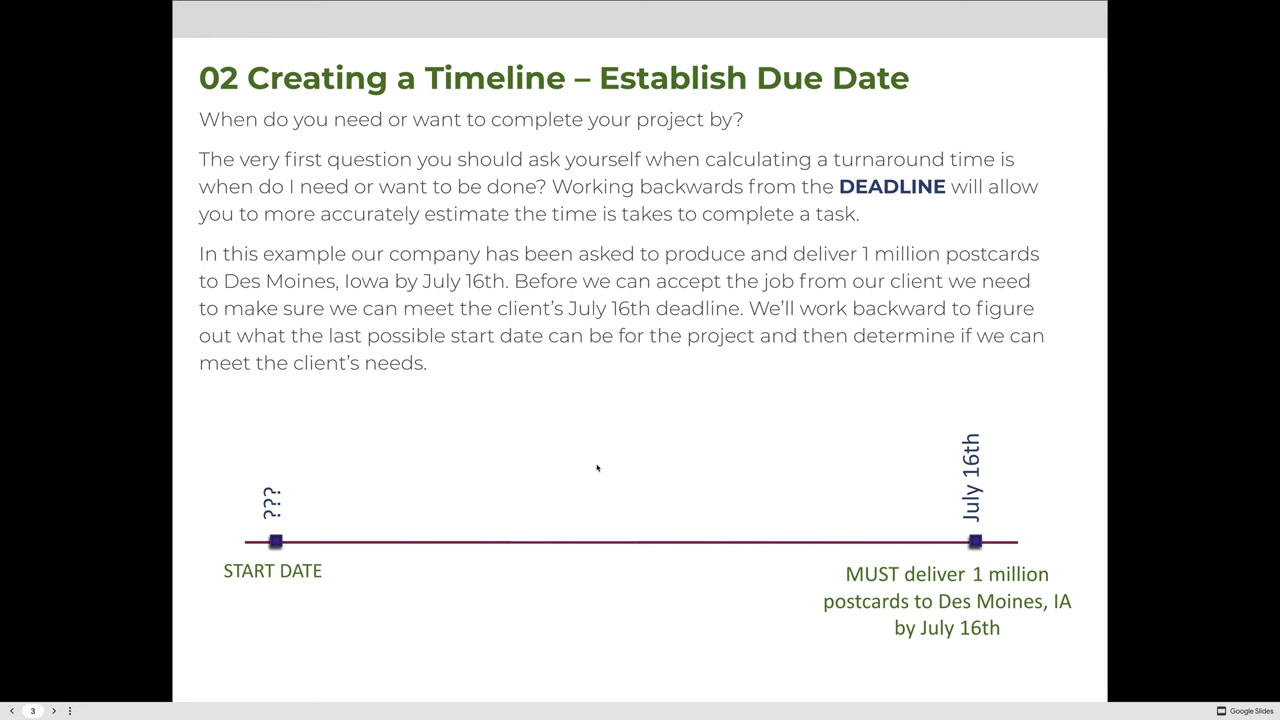 02 Creating a Timeline – Establish Due Date
When do you need or want to complete your project by?
The very first question you should ask yourself when calculating a turnaround time is
when do I need or want to be done? Working backwards from the DEADLINE will allow
you to more accurately estimate the time is takes to complete a task.
In this example our company has been asked to produce and deliver 1 million postcards
to Des Moines, Iowa by July 16th. Before we can accept the job from our client we need
to make sure we can meet the client’s July 16th deadline. We’ll work backward to figure
out what the last possible start date can be for the project and then determine if we can
meet the client’s needs.
???
July 16th
START DATE
MUST deliver 1 million
postcards to Des Moines, IA
by July 16th
3
Google Slides